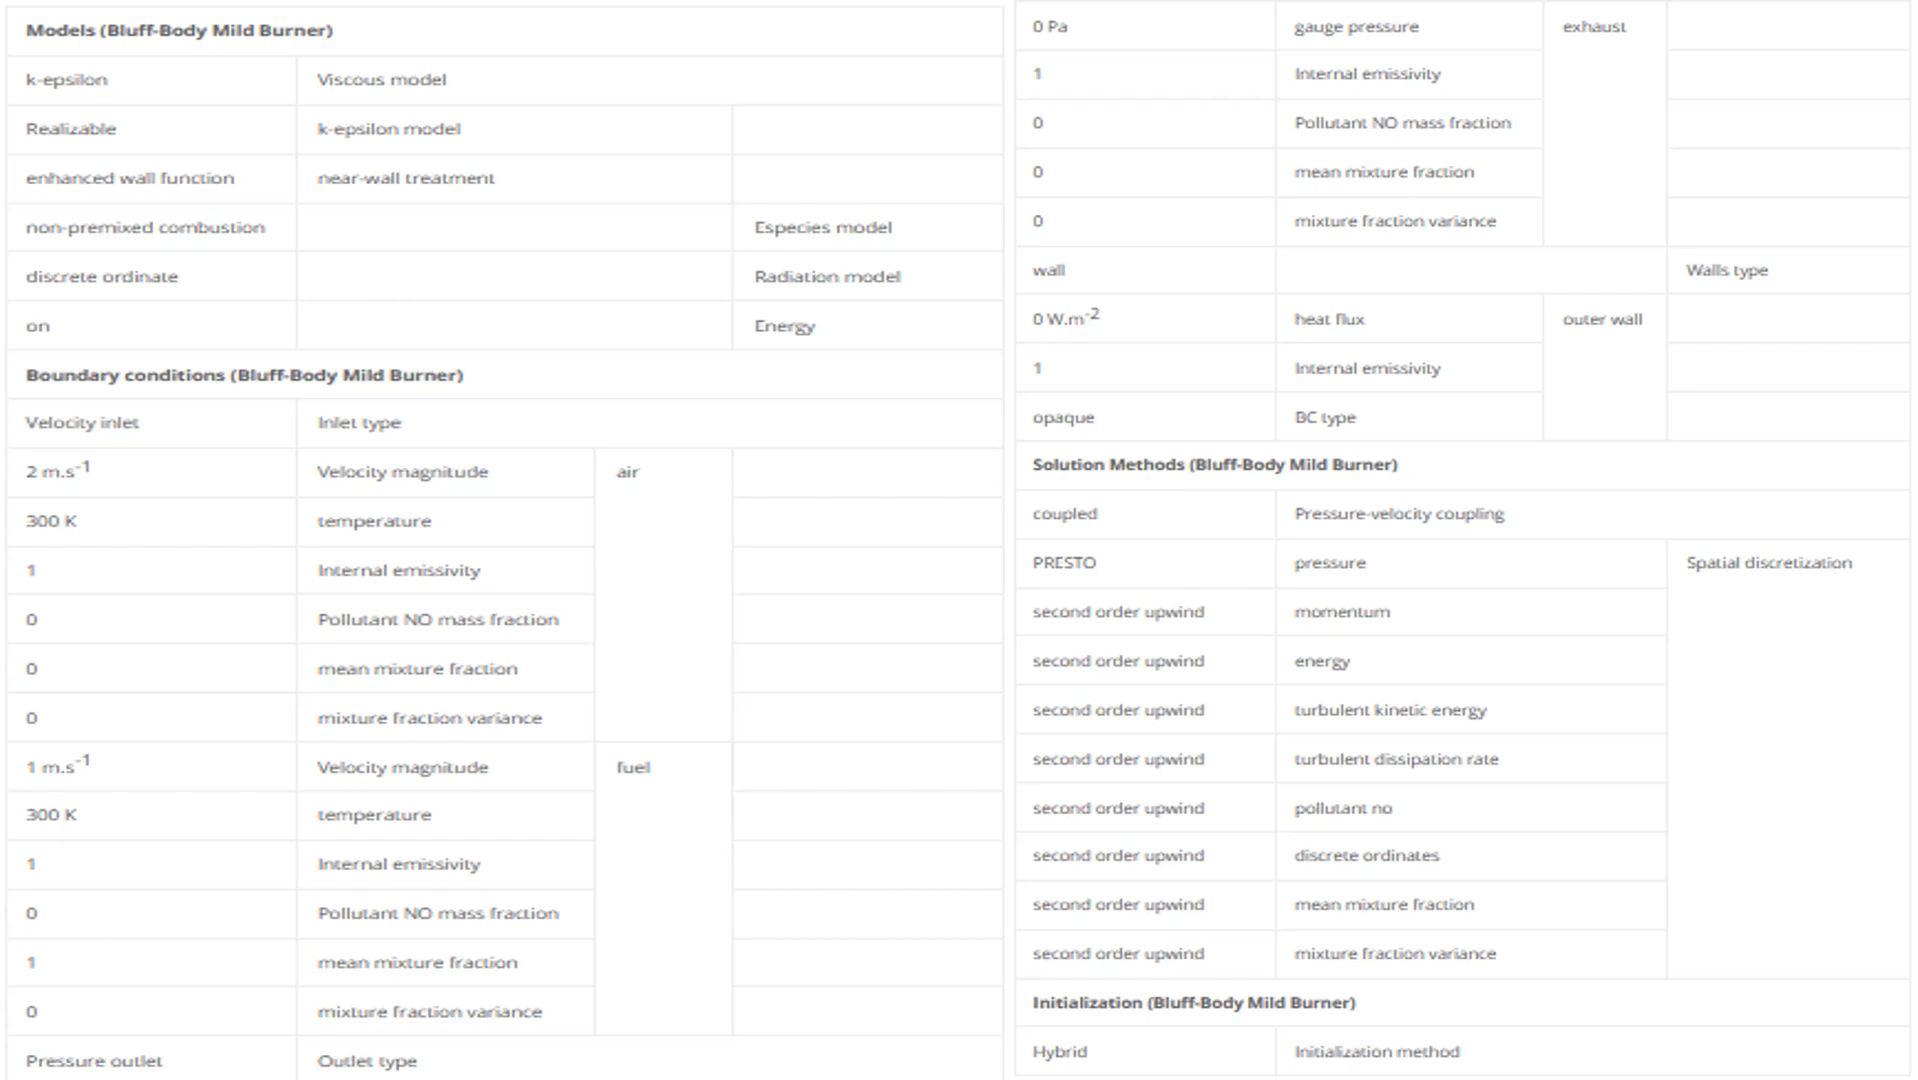 Models (Bluff-Body Mild Burner)
k-epsilon Viscous model
Realizable k-epsilon model
enhanced wall function near-wall treatment
non-premixed combustion Especies model
discrete ordinate Radiation model
on Energy
Boundary conditions (Bluff-Body Mild Burner)
Velocity inlet Inlet type
2 m.s-1 Velocity magnitude air
300 K temperature
1 Internal emissivity
0 Pollutant NO mass fraction
0 mean mixture fraction
0 mixture fraction variance
1 m.s-1 Velocity magnitude fuel
300 K temperature
1 Internal emissivity
0 Pollutant NO mass fraction
1 mean mixture fraction
0 mixture fraction variance
Pressure outlet Outlet type
0 Pa gauge pressure exhaust
1 Internal emissivity
0 Pollutant NO mass fraction
0 mean mixture fraction
0 mixture fraction variance
wall Walls type
0 W.m-2 heat flux outer wall
1 Internal emissivity
opaque BC type
Solution Methods (Bluff-Body Mild Burner)
coupled Pressure-velocity coupling
PRESTO pressure Spatial discretization
second order upwind momentum
second order upwind energy
second order upwind turbulent kinetic energy
second order upwind turbulent dissipation rate
second order upwind pollutant no
second order upwind discrete ordinates
second order upwind mean mixture fraction
second order upwind mixture fraction variance
Initialization (Bluff-Body Mild Burner)
Hybrid Initialization method